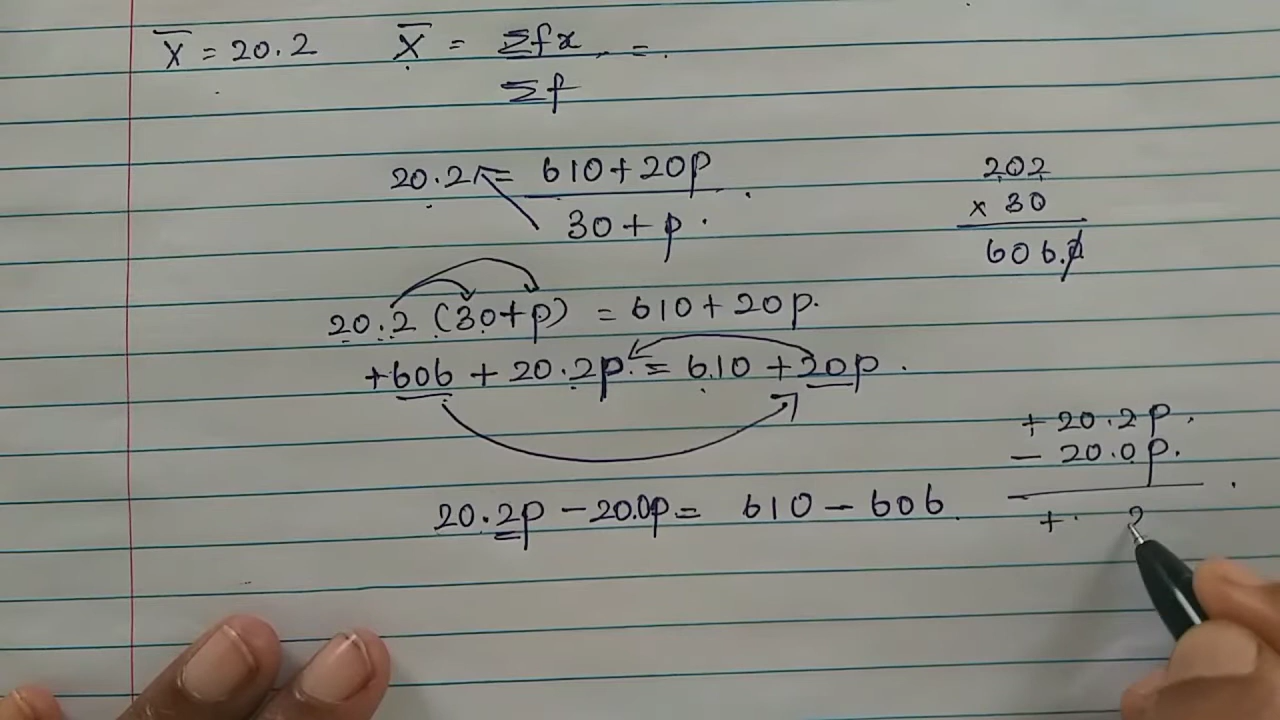 X̅ = 20.2 X̅ = Σfx =
Σf
20.2 = 610 + 20p
30 + p
202
× 30
606.0
20.2 (30+p) = 610 + 20p
+606 + 20.2p = 610 + 20p
+ 20.2p
- 20.0p
+
20.2p - 20.0p = 610 - 606